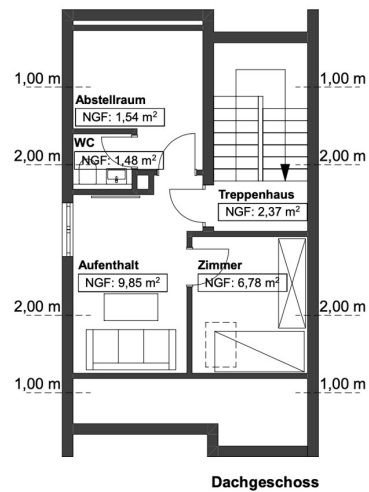 1,00 m
1,00 m
Abstellraum
NGF: 1,54 m²
WC
NGF: 1,48 m²
2,00 m
2,00 m
Treppenhaus
NGF: 2,37 m²
Aufenthalt
NGF: 9,85 m²
Zimmer
NGF: 6,78 m²
2,00 m
2,00 m
1,00 m
1,00 m
Dachgeschoss